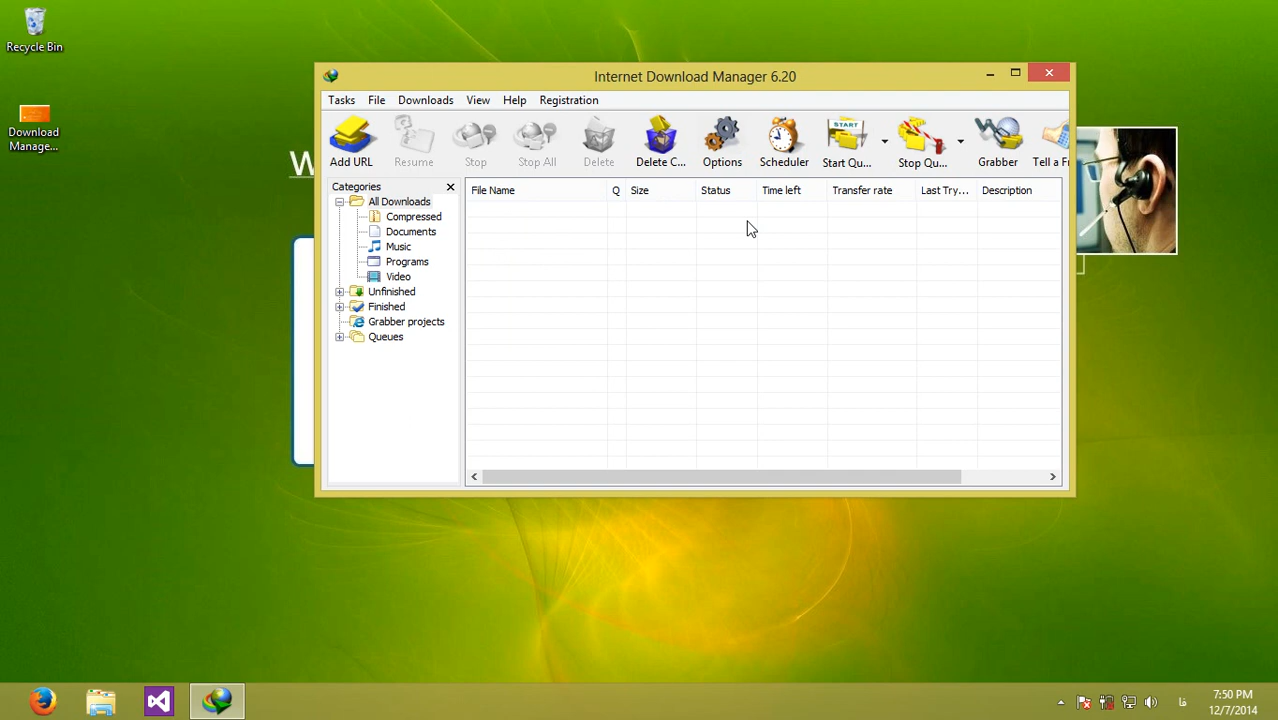 Recycle Bin
Download
Manage...
W
Internet Download Manager 6.20
Tasks File Downloads View Help Registration
START
Add URL Resume Stop Stop All Delete Delete C... Options Scheduler Start Qu... Stop Qu... Grabber Tell a Fr
Categories
All Downloads
Compressed
Documents
Music
Programs
Video
Unfinished
Finished
Grabber projects
Queues
File Name Q Size Status Time left Transfer rate Last Try... Description
فا
7:50 PM
12/7/2014